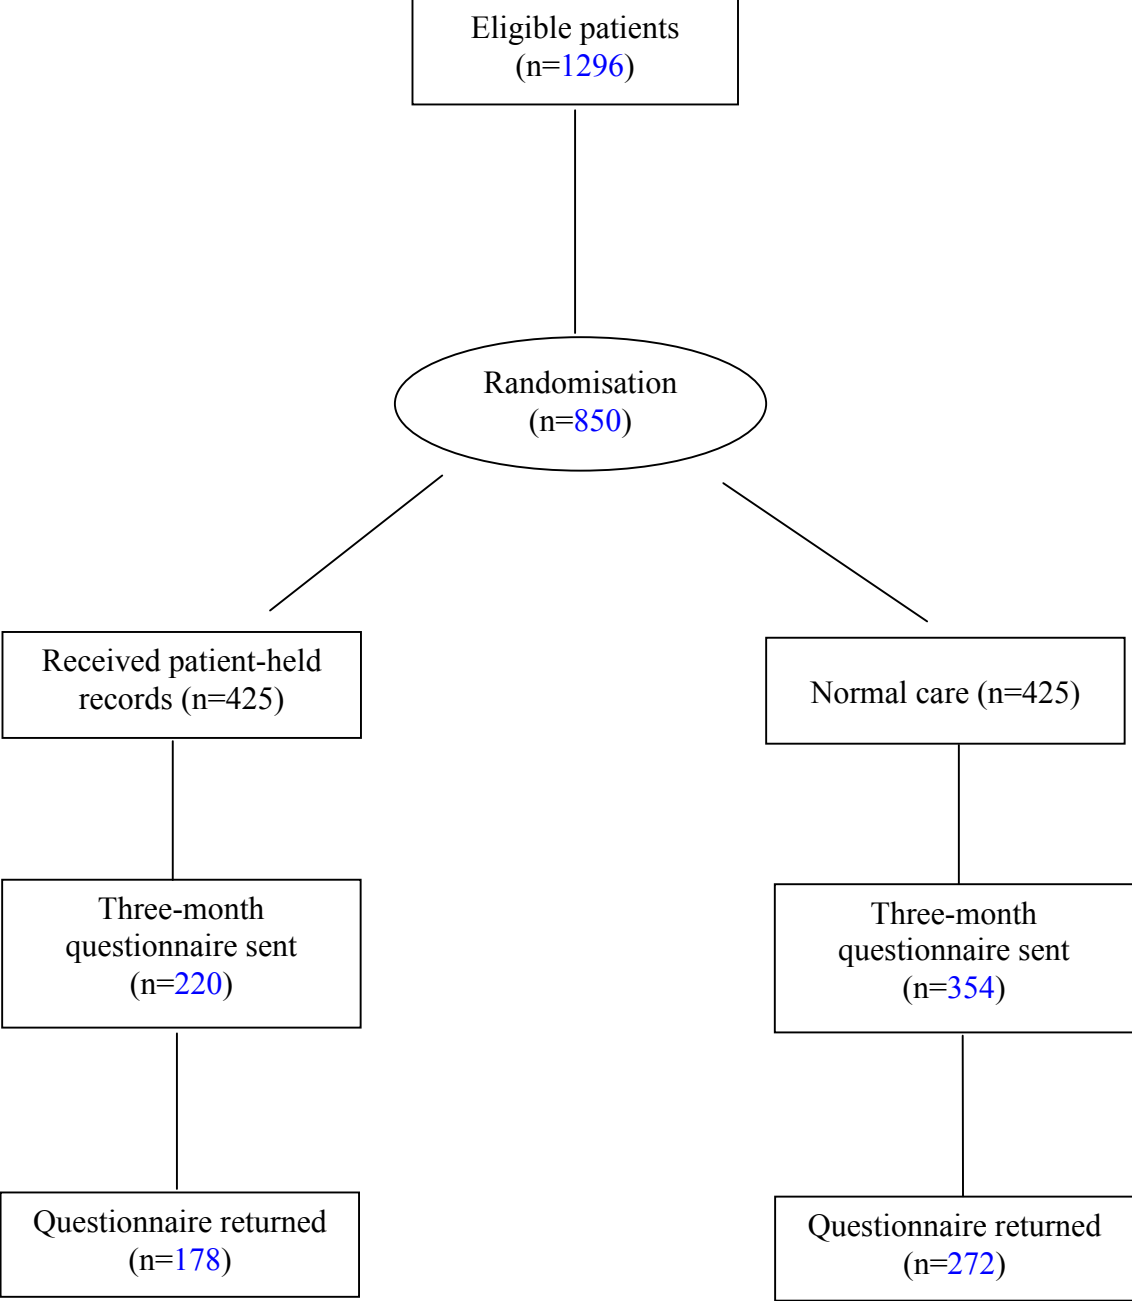 Eligible patients
(n=1296)
Randomisation
(n=850)
Received patient-held
records (n=425)
Normal care (n=425)
Three-month
questionnaire sent
(n=220)
Three-month
questionnaire sent
(n=354)
Questionnaire returned
(n=178)
Questionnaire returned
(n=272)